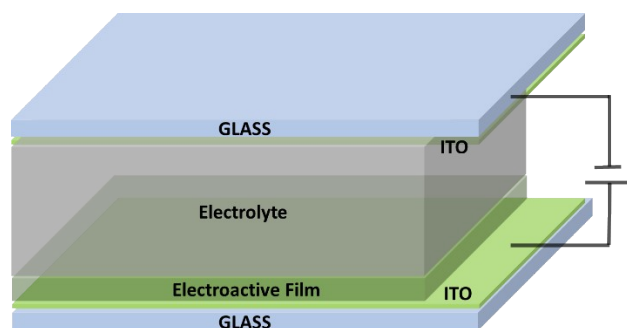 GLASS
ITO
Electrolyte
Electroactive Film
ITO
GLASS